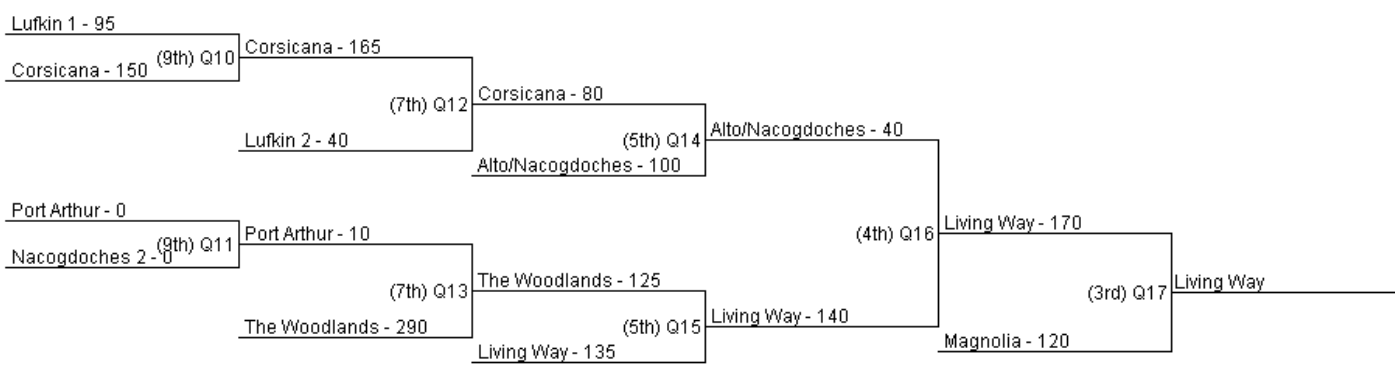 Lufkin 1 - 95
(9th) Q10
Corsicana - 150
Corsicana - 165
(7th) Q12
Lufkin 2 - 40
Corsicana - 80
(5th) Q14
Alto/Nacogdoches - 100
Alto/Nacogdoches - 40
Port Arthur - 0
(9th) Q11
Nacogdoches 2 - 0
Port Arthur - 10
(7th) Q13
The Woodlands - 290
The Woodlands - 125
(5th) Q15
Living Way - 135
Living Way - 140
(4th) Q16
Living Way - 170
(3rd) Q17
Magnolia - 120
Living Way